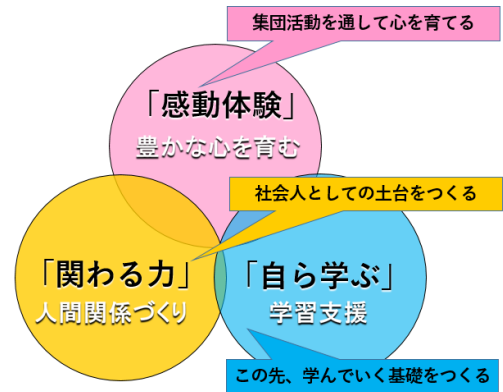 集団活動を通して心を育てる
「感動体験」
豊かな心を育む
社会人としての土台をつくる
「関わる力」
人間関係づくり
「自ら学ぶ」
学習支援
この先、学んでいく基礎をつくる